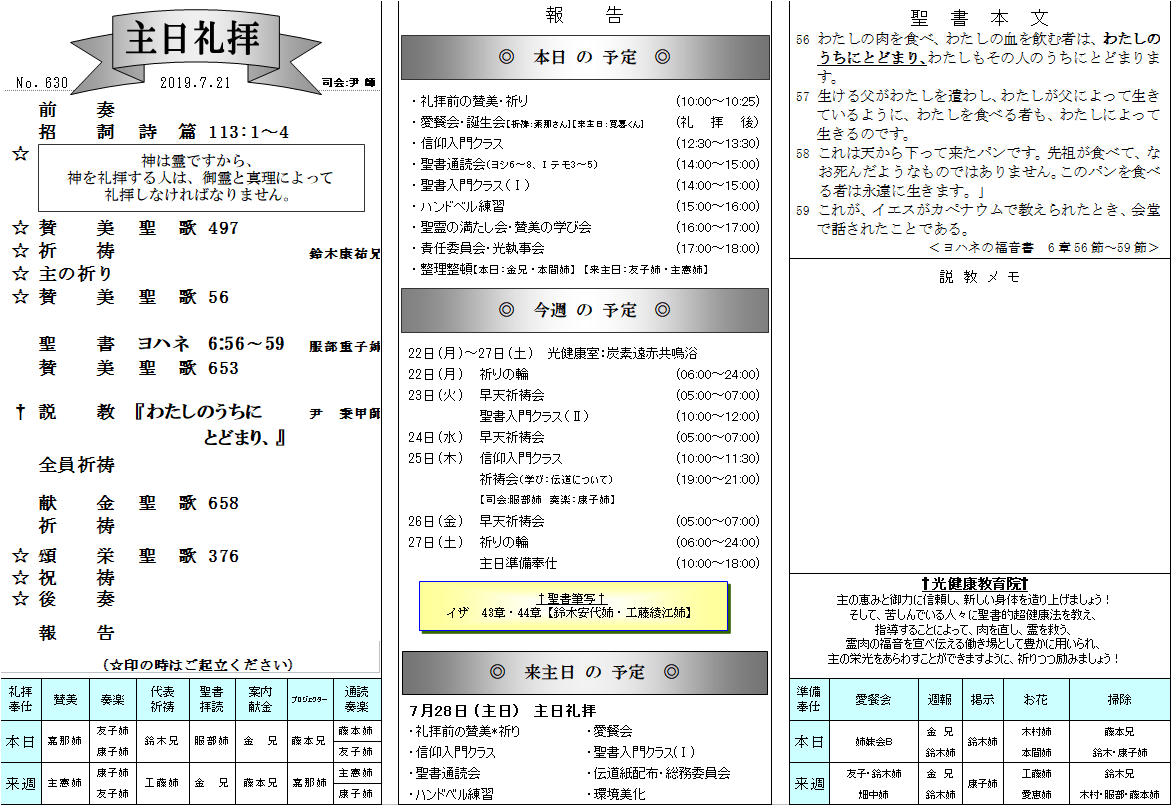 主日礼拝
No. 630 2019.7.21 司会:尹 師
前 奏
招 詞 詩 篇 113:1～4
☆
神は霊ですから、
神を礼拝する人は、御霊と真理によって
礼拝しなければなりません。
☆ 賛 美 聖 歌 497
☆ 祈 祷 鈴木康祐兄
☆ 主の祈り
☆ 賛 美 聖 歌 56
聖 書 ヨハネ 6:56～59 服部重子姉
賛 美 聖 歌 653
† 説 教 『わたしのうちに 尹 秉甲師
とどまり、』
全員祈祷
献 金 聖 歌 658
祈 祷
☆ 頌 栄 聖 歌 376
☆ 祝 祷
☆ 後 奏
報 告
(☆印の時はご起立ください)
礼拝奉仕 賛美 奏楽 代表祈祷 聖書拝読 案内献金 プロジェクター 通読奏楽
本日 嘉那姉 友子姉 康子姉 鈴木兄 服部姉 金 兄 藤本兄 藤本姉 友子姉
来週 主憲姉 康子姉 友子姉 工藤姉 金 兄 藤本兄 嘉那姉 主憲姉 康子姉
報 告
◎ 本日 の 予定 ◎
・礼拝前の賛美・祈り (10:00～10:25)
・愛餐会・誕生会 (礼 拝 後)
・信仰入門クラス (12:30～13:30)
・聖書通読会(ヨシ6～8、Ⅰテモ3～5) (14:00～15:00)
・聖書入門クラス(Ⅰ) (14:00～15:00)
・ハンドベル練習 (15:00～16:00)
・聖霊の満たし会・賛美の学び会 (16:00～17:00)
・責任委員会・光執事会 (17:00～18:00)
・整理整頓【本日:金兄・本間姉】【来主日:友子姉・主憲姉】
◎ 今週 の 予定 ◎
22日(月)～27日(土) 光健康室:炭素遠赤共鳴浴
22日(月) 祈りの輪 (06:00～24:00)
23日(火) 早天祈祷会 (05:00～07:00)
聖書入門クラス(Ⅱ) (10:00～12:00)
24日(水) 早天祈祷会 (05:00～07:00)
25日(木) 信仰入門クラス (10:00～11:30)
祈祷会(学び:伝道について) (19:00～21:00)
【司会:服部姉 奏楽:康子姉】
26日(金) 早天祈祷会 (05:00～07:00)
27日(土) 祈りの輪 (06:00～24:00)
主日準備奉仕 (10:00～18:00)
†聖書筆写†
イザ 43章・44章【鈴木安代姉・工藤綾江姉】
◎ 来主日 の 予定 ◎
7月28日(主日) 主日礼拝
・礼拝前の賛美*祈り ・愛餐会
・信仰入門クラス ・聖書入門クラス(Ⅰ)
・聖書通読会 ・伝道紙配布・総務委員会
・ハンドベル練習 ・環境美化
聖 書 本 文
56 わたしの肉を食べ、わたしの血を飲む者は、わたしの
うちにとどまり、わたしもその人のうちにとどまりま
す。
57 生ける父がわたしを遣わし、わたしが父によって生き
ているように、わたしを食べる者も、わたしによって
生きるのです。
58 これは天から下って来たパンです。先祖が食べて、な
お死んだようなものではありません。このパンを食べ
る者は永遠に生きます。」
59 これが、イエスがカペナウムで教えられたとき、会堂
で話されたことである。
＜ヨハネの福音書 6章56節～59節＞
説 教 メ モ
†光健康教育院†
主の恵みと御力に信頼し、新しい身体を造り上げましょう！
そして、苦しんでいる人々に聖書的超健康法を教え、
指導することによって、肉を直し、霊を救う、
霊肉の福音を宣べ伝える働き場として豊かに用いられ、
主の栄光をあらわすことができますように、祈りつつ励みましょう！
準備奉仕 愛餐会 週報 掲示 お花 掃除
本日 姉妹会B 金 兄 鈴木姉 鈴木姉 木村姉 本間姉 藤本兄 鈴木・康子姉
来週 友子・鈴木姉 畑中姉 金 兄 鈴木姉 康子姉 工藤姉 愛恵姉 鈴木兄 木村・服部・藤本姉